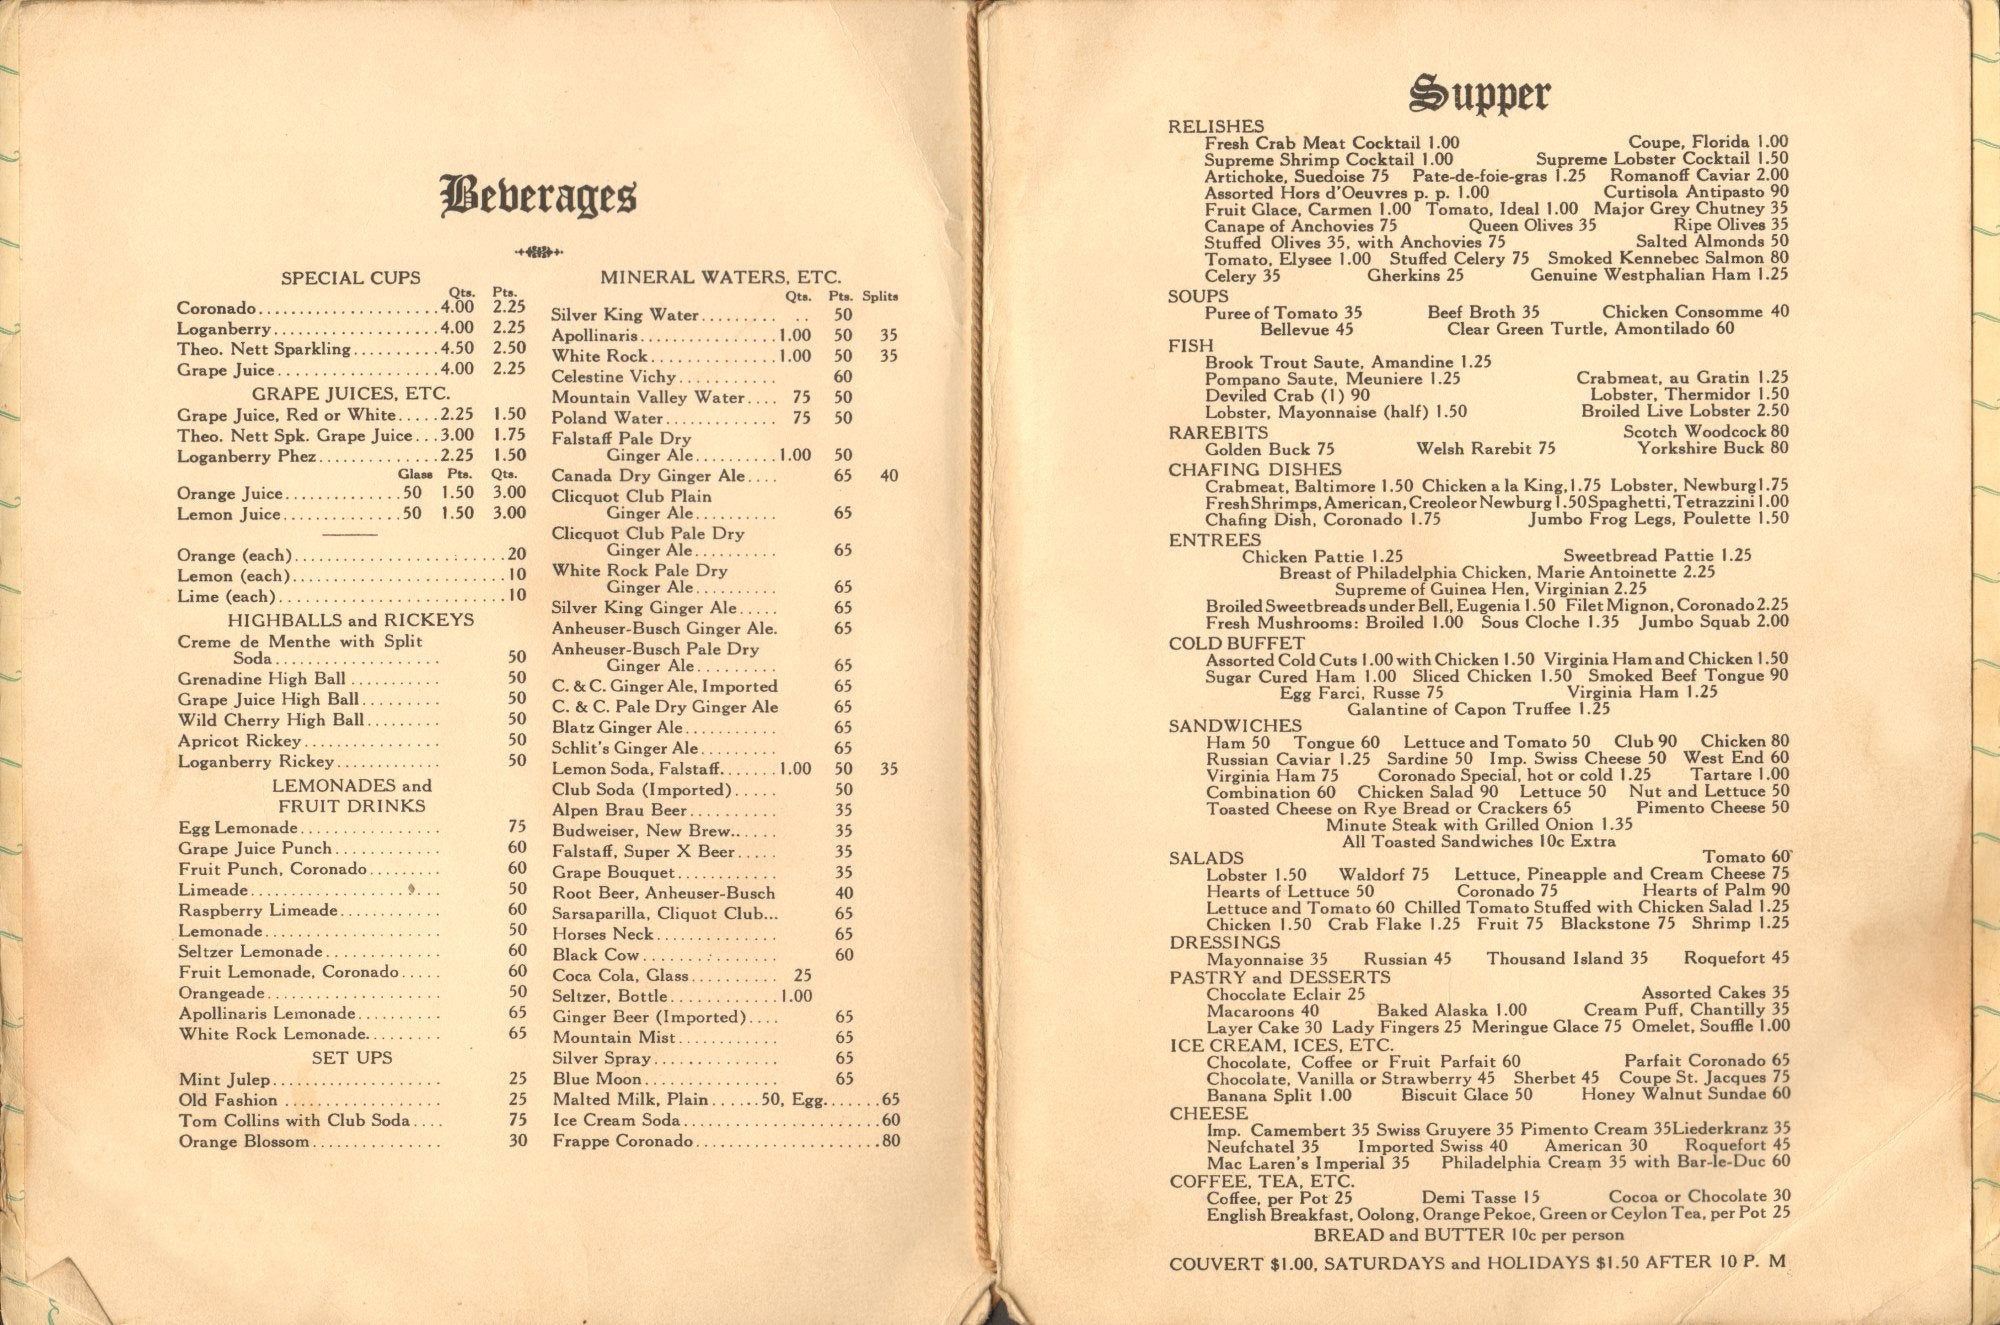 Beverages
SPECIAL CUPS
Qts. Pts.
Coronado......................4.00 2.25
Loganberry....................4.00 2.25
Theo. Nett Sparkling..........4.50 2.50
Grape Juice...................4.00 2.25
GRAPE JUICES, ETC.
Grape Juice, Red or White.....2.25 1.50
Theo. Nett Spk. Grape Juice...3.00 1.75
Loganberry Phez...............2.25 1.50
Glass Pts. Qts.
Orange Juice..............50 1.50 3.00
Lemon Juice...............50 1.50 3.00
Orange (each)..........................20
Lemon (each)..........................10
Lime (each)............................10
HIGHBALLS and RICKEYS
Creme de Menthe with Split
Soda.................... 50
Grenadine High Ball........... 50
Grape Juice High Ball.......... 50
Wild Cherry High Ball......... 50
Apricot Rickey................. 50
Loganberry Rickey............. 50
LEMONADES and
FRUIT DRINKS
Egg Lemonade................. 75
Grape Juice Punch............. 60
Fruit Punch, Coronado......... 60
Limeade....................... 50
Raspberry Limeade............ 60
Lemonade...................... 50
Seltzer Lemonade.............. 60
Fruit Lemonade, Coronado..... 60
Orangeade..................... 50
Apollinaris Lemonade.......... 65
White Rock Lemonade......... 65
SET UPS
Mint Julep..................... 25
Old Fashion ................... 25
Tom Collins with Club Soda.... 75
Orange Blossom................ 30
MINERAL WATERS, ETC.
Qts. Pts. Splits
Silver King Water......... .. 50
Apollinaris.................1.00 50 35
White Rock................1.00 50 35
Celestine Vichy............ 60
Mountain Valley Water.... 75 50
Poland Water............. 75 50
Falstaff Pale Dry
Ginger Ale..........1.00 50
Canada Dry Ginger Ale.... 65 40
Clicquot Club Plain
Ginger Ale.......... 65
Clicquot Club Pale Dry
Ginger Ale.......... 65
White Rock Pale Dry
Ginger Ale.......... 65
Silver King Ginger Ale..... 65
Anheuser-Busch Ginger Ale. 65
Anheuser-Busch Pale Dry
Ginger Ale.......... 65
C. & C. Ginger Ale, Imported 65
C. & C. Pale Dry Ginger Ale 65
Blatz Ginger Ale........... 65
Schlit's Ginger Ale......... 65
Lemon Soda, Falstaff.......1.00 50 35
Club Soda (Imported)..... 50
Alpen Brau Beer........... 35
Budweiser, New Brew...... 35
Falstaff, Super X Beer..... 35
Grape Bouquet............ 35
Root Beer, Anheuser-Busch 40
Sarsaparilla, Cliquot Club... 65
Horses Neck............... 65
Black Cow................. 60
Coca Cola, Glass.......... 25
Seltzer, Bottle............1.00
Ginger Beer (Imported).... 65
Mountain Mist............ 65
Silver Spray............... 65
Blue Moon................ 65
Malted Milk, Plain......50, Egg.......65
Ice Cream Soda........................60
Frappe Coronado......................80
Supper
RELISHES
Fresh Crab Meat Cocktail 1.00 Coupe, Florida 1.00
Supreme Shrimp Cocktail 1.00 Supreme Lobster Cocktail 1.50
Artichoke, Suedoise 75 Pate-de-foie-gras 1.25 Romanoff Caviar 2.00
Assorted Hors d'Oeuvres p. p. 1.00 Curtisola Antipasto 90
Fruit Glace, Carmen 1.00 Tomato, Ideal 1.00 Major Grey Chutney 35
Canape of Anchovies 75 Queen Olives 35 Ripe Olives 35
Stuffed Olives 35, with Anchovies 75 Salted Almonds 50
Tomato, Elysee 1.00 Stuffed Celery 75 Smoked Kennebec Salmon 80
Celery 35 Gherkins 25 Genuine Westphalian Ham 1.25
SOUPS
Puree of Tomato 35 Beef Broth 35 Chicken Consomme 40
Bellevue 45 Clear Green Turtle, Amontilado 60
FISH
Brook Trout Saute, Amandine 1.25
Pompano Saute, Meuniere 1.25 Crabmeat, au Gratin 1.25
Deviled Crab (1) 90 Lobster, Thermidor 1.50
Lobster, Mayonnaise (half) 1.50 Broiled Live Lobster 2.50
RAREBITS Scotch Woodcock 80
Golden Buck 75 Welsh Rarebit 75 Yorkshire Buck 80
CHAFING DISHES
Crabmeat, Baltimore 1.50 Chicken a la King, 1.75 Lobster, Newburg 1.75
Fresh Shrimps, American, Creole or Newburg 1.50 Spaghetti, Tetrazzini 1.00
Chafing Dish, Coronado 1.75 Jumbo Frog Legs, Poulette 1.50
ENTREES
Chicken Pattie 1.25 Sweetbread Pattie 1.25
Breast of Philadelphia Chicken, Marie Antoinette 2.25
Supreme of Guinea Hen, Virginian 2.25
Broiled Sweetbreads under Bell, Eugenia 1.50 Filet Mignon, Coronado 2.25
Fresh Mushrooms: Broiled 1.00 Sous Cloche 1.35 Jumbo Squab 2.00
COLD BUFFET
Assorted Cold Cuts 1.00 with Chicken 1.50 Virginia Ham and Chicken 1.50
Sugar Cured Ham 1.00 Sliced Chicken 1.50 Smoked Beef Tongue 90
Egg Farci, Russe 75 Virginia Ham 1.25
Galantine of Capon Truffee 1.25
SANDWICHES
Ham 50 Tongue 60 Lettuce and Tomato 50 Club 90 Chicken 80
Russian Caviar 1.25 Sardine 50 Imp. Swiss Cheese 50 West End 60
Virginia Ham 75 Coronado Special, hot or cold 1.25 Tartare 1.00
Combination 60 Chicken Salad 90 Lettuce 50 Nut and Lettuce 50
Toasted Cheese on Rye Bread or Crackers 65 Pimento Cheese 50
Minute Steak with Grilled Onion 1.35
All Toasted Sandwiches 10c Extra
SALADS Tomato 60
Lobster 1.50 Waldorf 75 Lettuce, Pineapple and Cream Cheese 75
Hearts of Lettuce 50 Coronado 75 Hearts of Palm 90
Lettuce and Tomato 60 Chilled Tomato Stuffed with Chicken Salad 1.25
Chicken 1.50 Crab Flake 1.25 Fruit 75 Blackstone 75 Shrimp 1.25
DRESSINGS
Mayonnaise 35 Russian 45 Thousand Island 35 Roquefort 45
PASTRY and DESSERTS
Chocolate Eclair 25 Assorted Cakes 35
Macaroons 40 Baked Alaska 1.00 Cream Puff, Chantilly 35
Layer Cake 30 Lady Fingers 25 Meringue Glace 75 Omelet, Souffle 1.00
ICE CREAM, ICES, ETC.
Chocolate, Coffee or Fruit Parfait 60 Parfait Coronado 65
Chocolate, Vanilla or Strawberry 45 Sherbet 45 Coupe St. Jacques 75
Banana Split 1.00 Biscuit Glace 50 Honey Walnut Sundae 60
CHEESE
Imp. Camembert 35 Swiss Gruyere 35 Pimento Cream 35 Liederkranz 35
Neufchatel 35 Imported Swiss 40 American 30 Roquefort 45
Mac Laren's Imperial 35 Philadelphia Cream 35 with Bar-le-Duc 60
COFFEE, TEA, ETC.
Coffee, per Pot 25 Demi Tasse 15 Cocoa or Chocolate 30
English Breakfast, Oolong, Orange Pekoe, Green or Ceylon Tea, per Pot 25
BREAD and BUTTER 10c per person
COUVERT $1.00, SATURDAYS and HOLIDAYS $1.50 AFTER 10 P. M